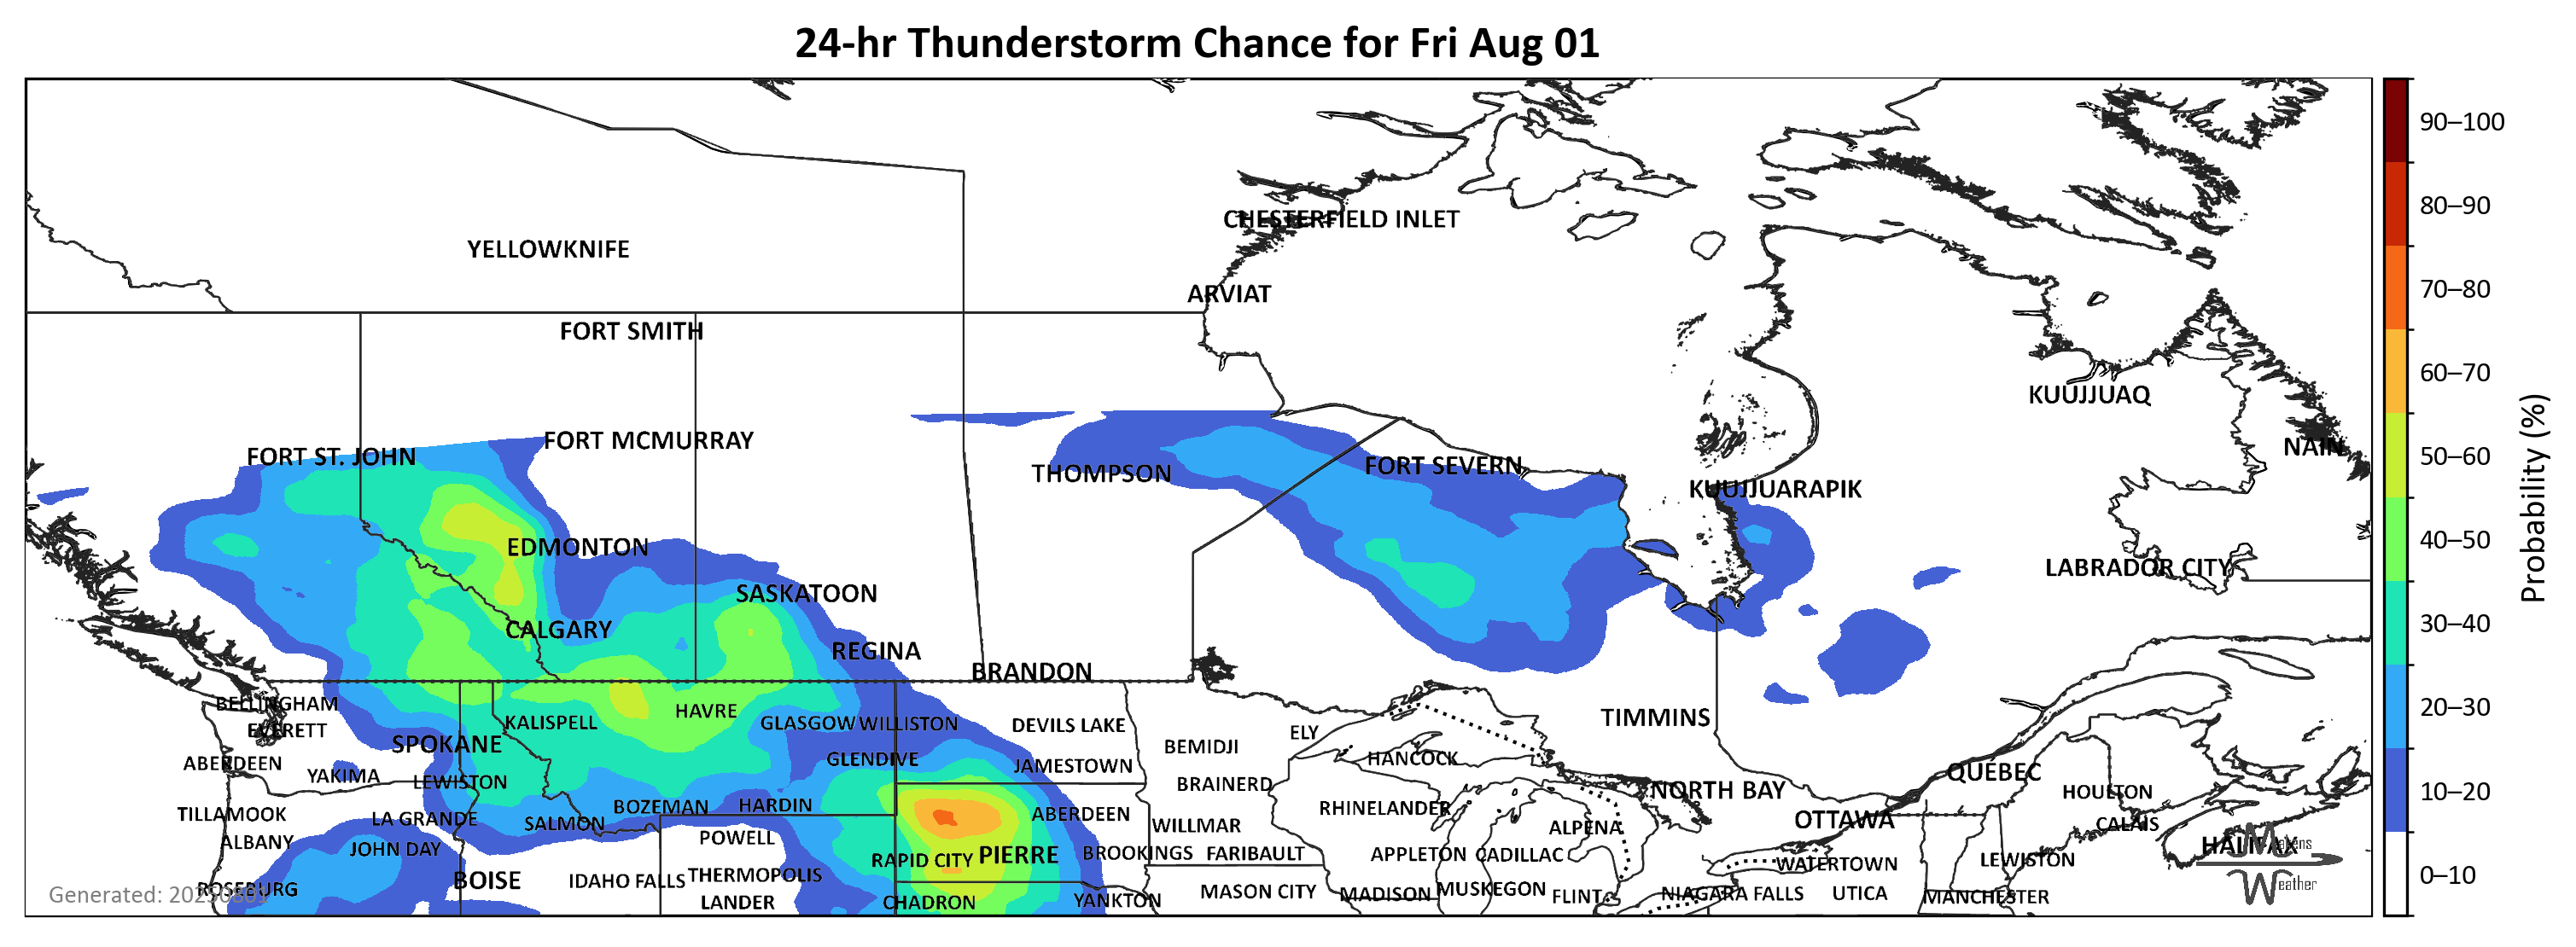 24-hr Thunderstorm Chance for Fri Aug 01
90–100
80–90
CHESTERFIELD INLET
YELLOWKNIFE
70–80
ARVIAT
FORT SMITH
60–70
KUUJJUAQ
FORT MCMURRAY
NAIN
FORT ST. JOHN
50–60
FORT SEVERN
THOMPSON
KUUJJUARAPIK
Probability (%)
EDMONTON
40–50
LABRADOR CITY
SASKATOON
CALGARY
30–40
REGINA
BRANDON
BELLINGHAM
20–30
HAVRE
TIMMINS
KALISPELL
GLASGOW
WILLISTON
DEVILS LAKE
EVERETT
ELY
SPOKANE
BEMIDJI
HANCOCK
GLENDIVE
ABERDEEN
JAMESTOWN
QUÉBEC
YAKIMA
LEWISTON
BRAINERD
NORTH BAY
HOULTON
10–20
BOZEMAN
HARDIN
RHINELANDER
TILLAMOOK
ABERDEEN
LA GRANDE
OTTAWA
SALMON
WILLMAR
CALAIS
ALPENA
POWELL
ALBANY
HALIFAX
Makens
JOHN DAY
BROOKINGS
FARIBAULT
APPLETON
CADILLAC
PIERRE
RAPID CITY
LEWISTON
WATERTOWN
THERMOPOLIS
0–10
BOISE
IDAHO FALLS
Weather
ROSEBURG
MUSKEGON
MASON CITY
MADISON
NIAGARA FALLS
UTICA
Generated: 20250801
FLINT
MANCHESTER
YANKTON
LANDER
CHADRON